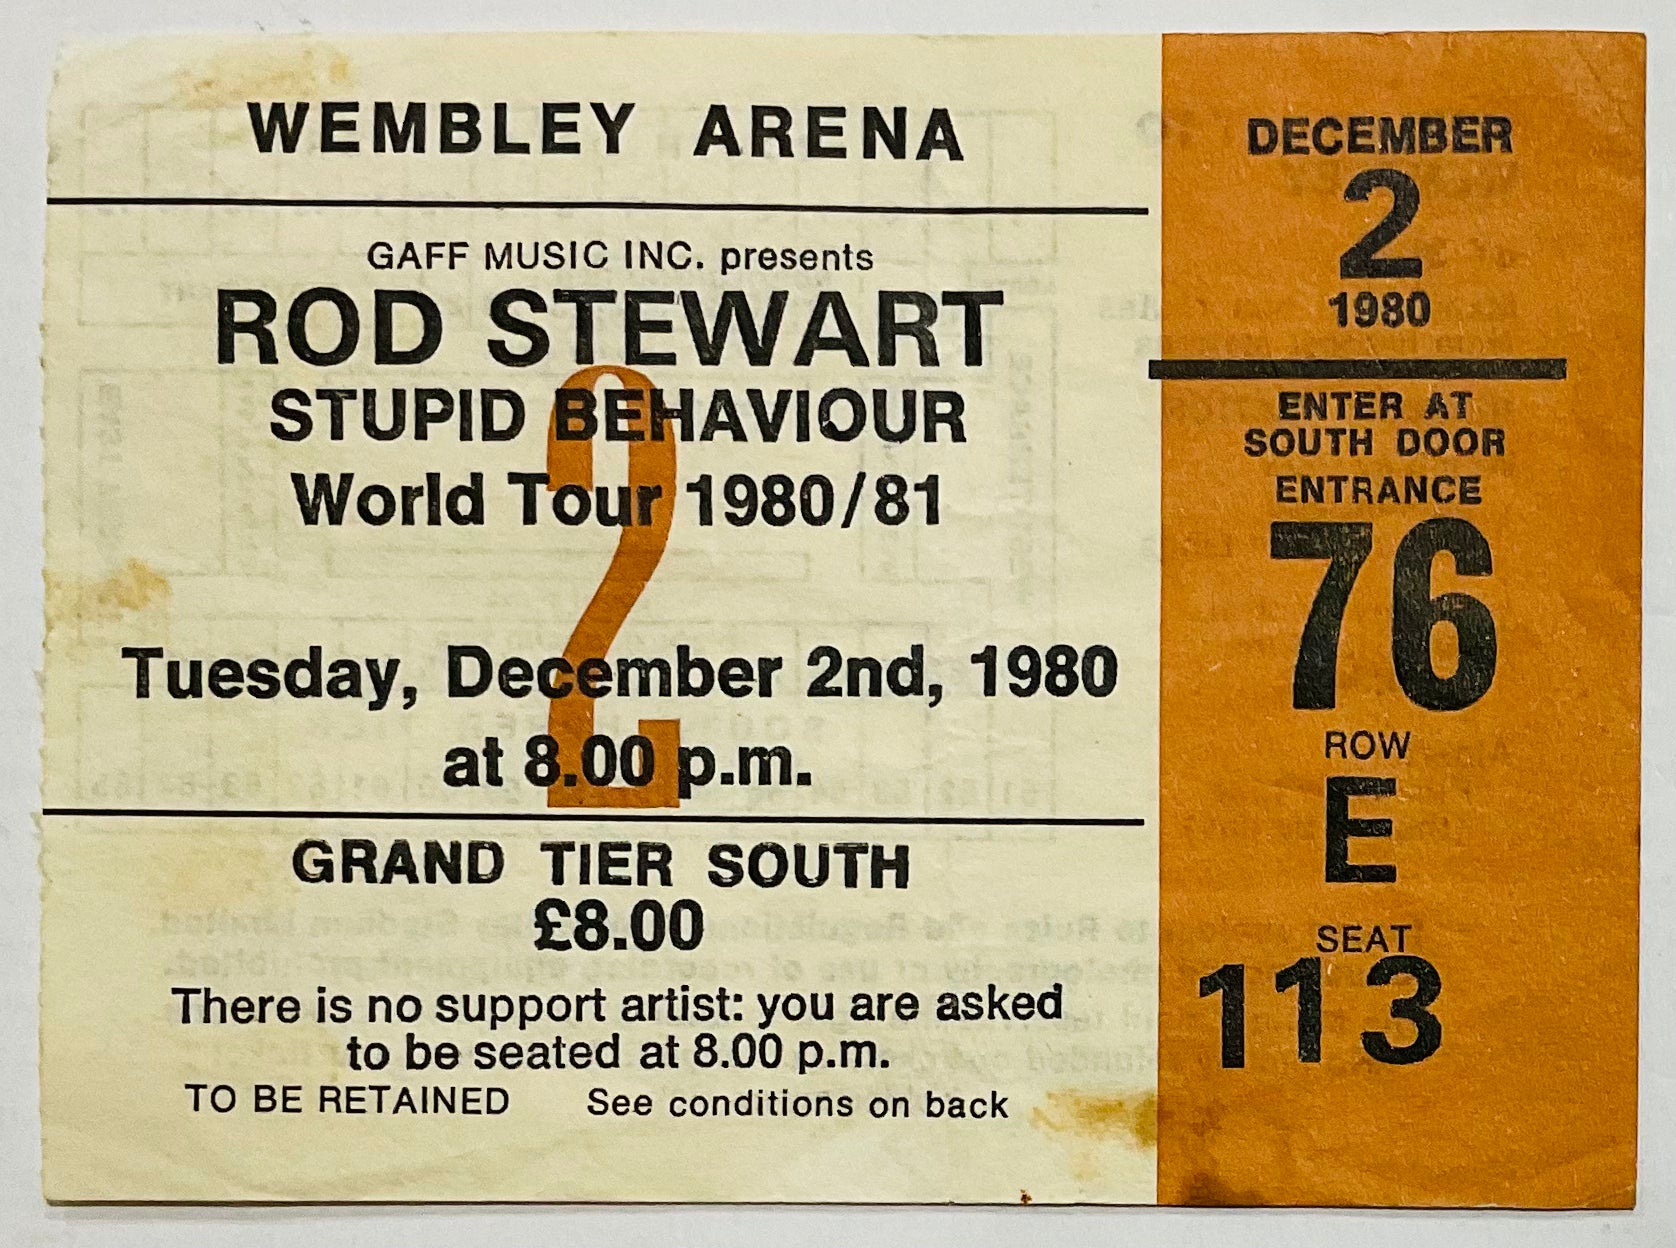 WEMBLEY ARENA
GAFF MUSIC INC. presents
ROD STEWART
STUPID BEHAVIOUR
World Tour 1980/81
2
Tuesday, December 2nd, 1980
at 8.00 p.m.
GRAND TIER SOUTH
£8.00
There is no support artist: you are asked
to be seated at 8.00 p.m.
TO BE RETAINED See conditions on back
DECEMBER
2
1980
ENTER AT
SOUTH DOOR
ENTRANCE
76
ROW
E
SEAT
113